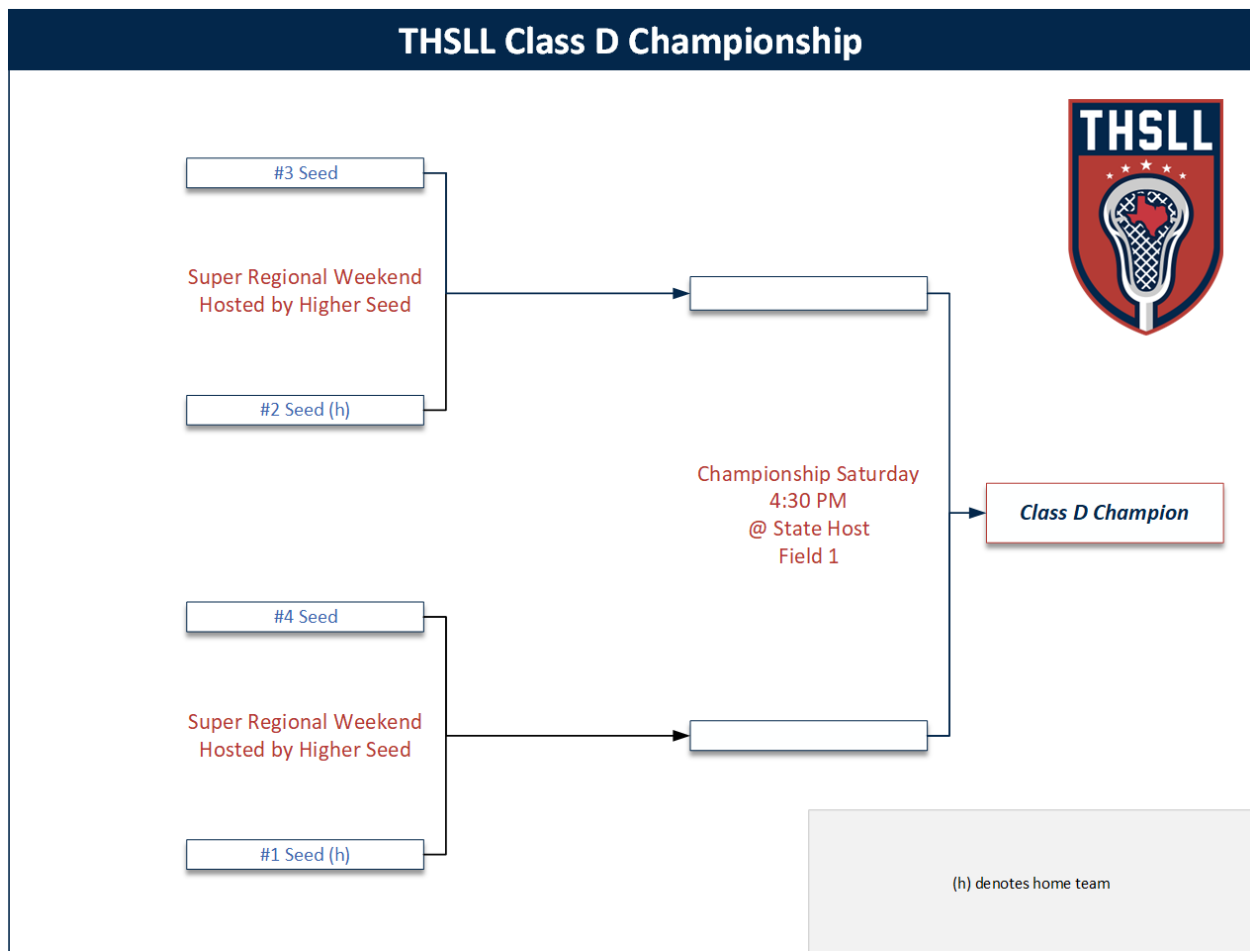 THSLL Class D Championship
THSLL
#3 Seed
Super Regional Weekend
Hosted by Higher Seed
#2 Seed (h)
Championship Saturday
4:30 PM
@ State Host
Field 1
Class D Champion
#4 Seed
Super Regional Weekend
Hosted by Higher Seed
#1 Seed (h)
(h) denotes home team